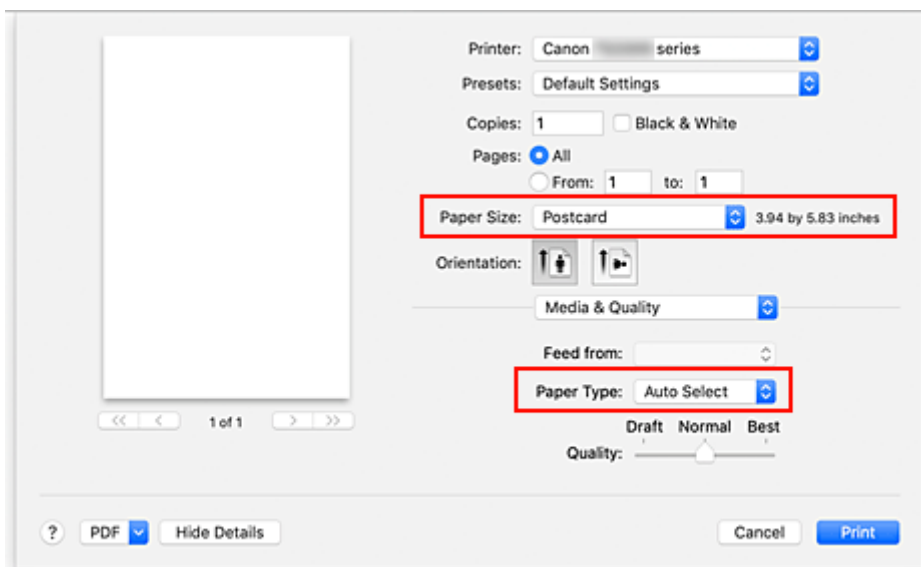 Printer: Canon series
Presets: Default Settings
Copies: 1 Black & White
Pages: All
From: 1 to: 1
Paper Size: Postcard 3.94 by 5.83 inches
Orientation:
Media & Quality
Feed from:
Paper Type: Auto Select
Draft Normal Best
Quality:
<< < 1 of 1 > >>
? PDF Hide Details Cancel Print